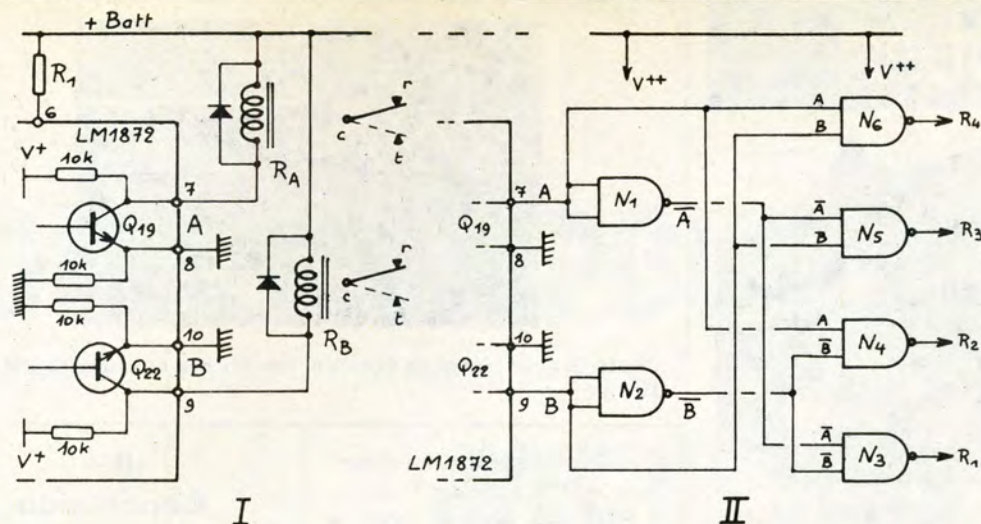 + Batt
R1
6
LM1872
V+
10k
7
Q19
A
8
10k
10k
10
B
Q22
9
V+
10k
RA
r
c
t
RB
r
c
t
I
V++
V++
7
A
Q19
8
10
Q22
9
B
LM1872
N1
A̅
N2
B̅
A
B
N6
R4
A̅
B
N5
R3
A
B̅
N4
R2
A̅
B̅
N3
R1
II